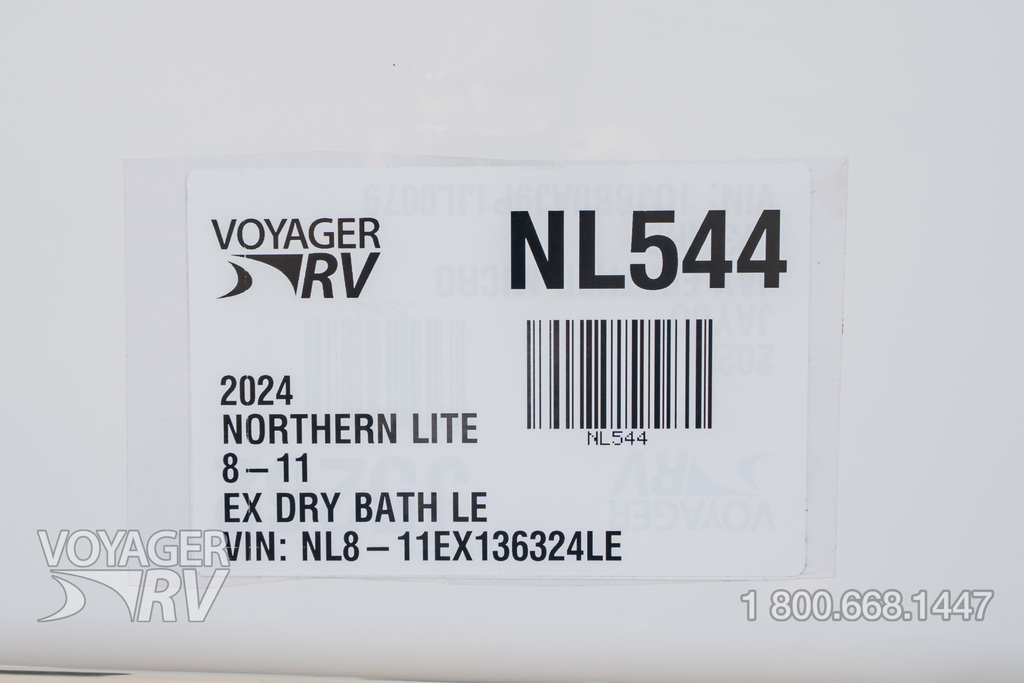 VOYAGER
RV
NL544
NL544
2024
NORTHERN LITE
8-11
EX DRY BATH LE
VIN: NL8-11EX136324LE
VOYAGER
RV
1 800.668.1447